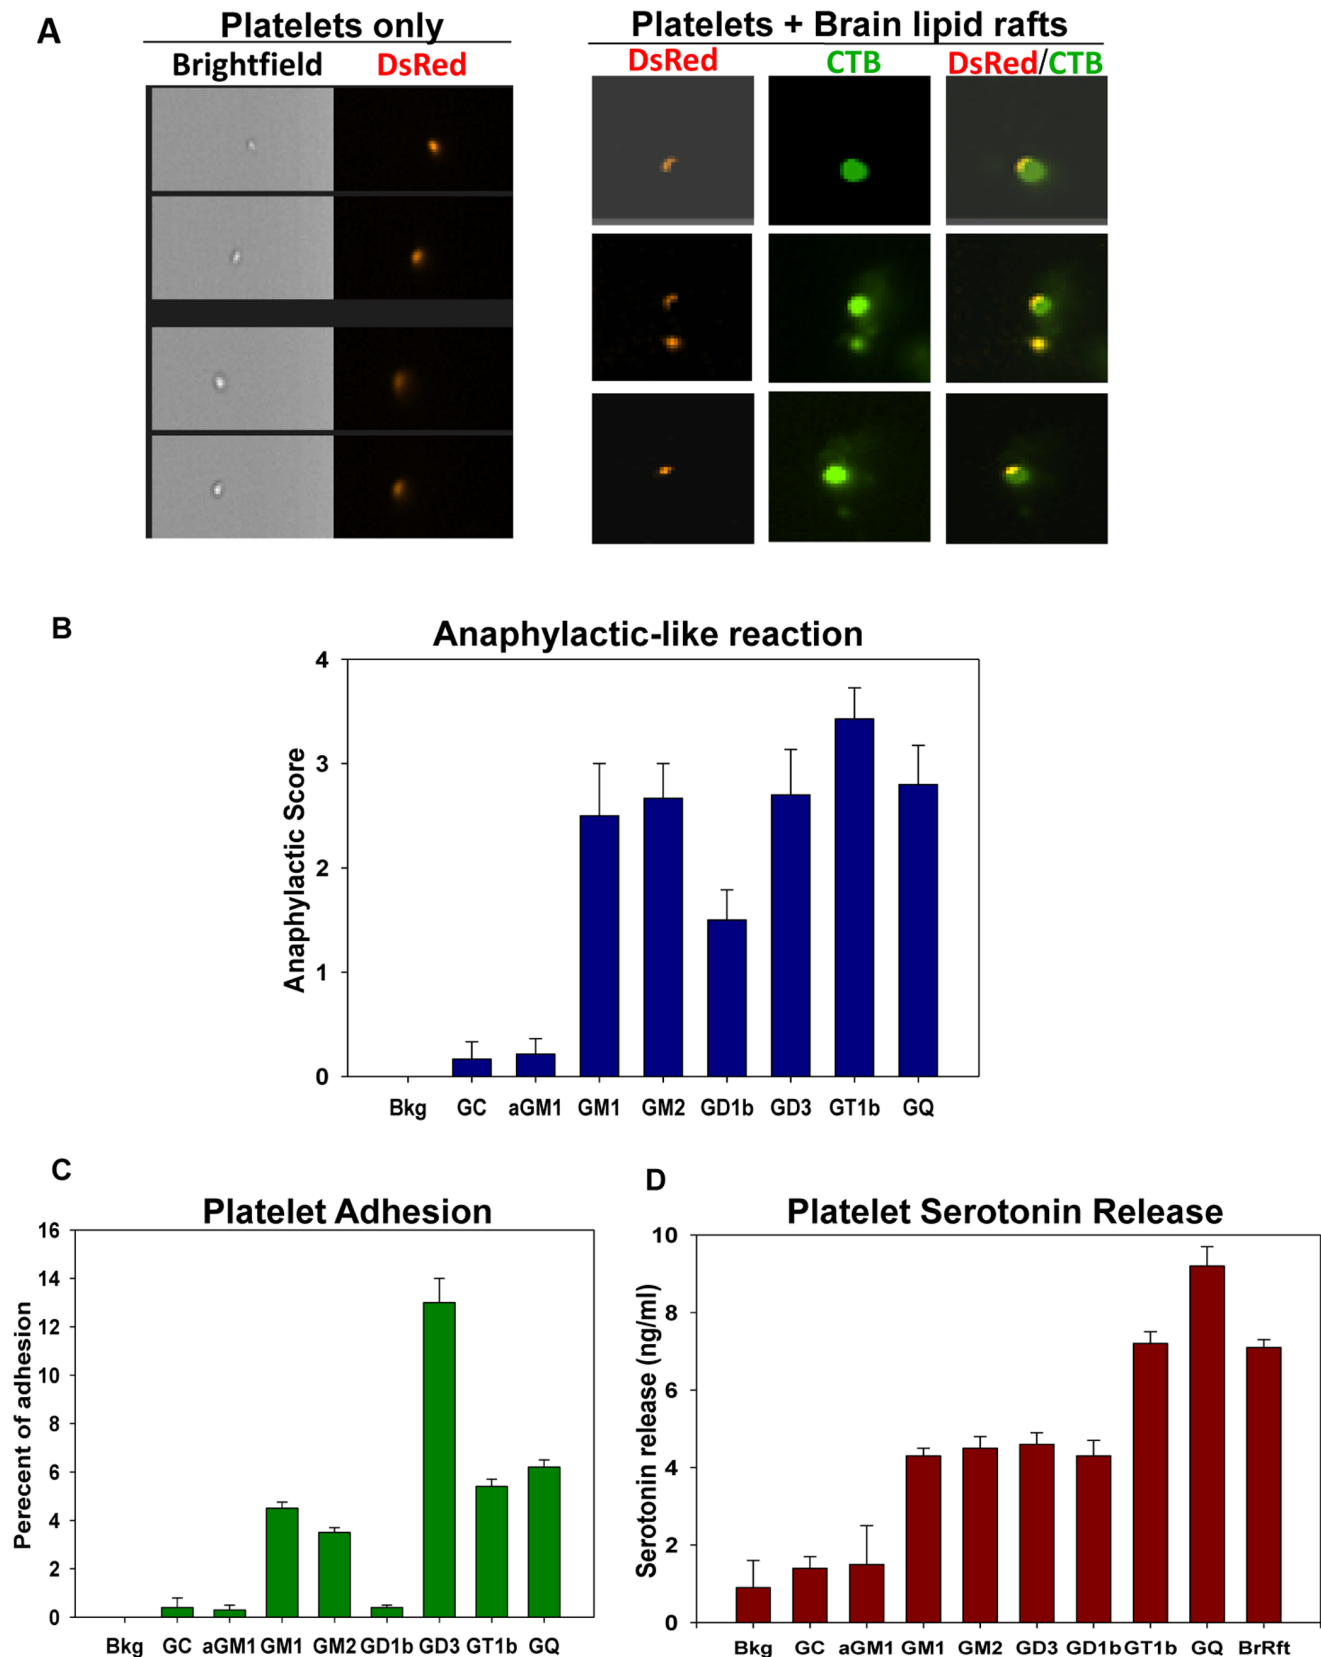 A
Platelets only
Brightfield DsRed
Platelets + Brain lipid rafts
DsRed CTB DsRed/CTB
B
Anaphylactic-like reaction
Anaphylactic Score
4
3
2
1
0
Bkg GC aGM1 GM1 GM2 GD1b GD3 GT1b GQ
C
Platelet Adhesion
Perecent of adhesion
16
14
12
10
8
6
4
2
0
Bkg GC aGM1 GM1 GM2 GD1b GD3 GT1b GQ
D
Platelet Serotonin Release
Serotonin release (ng/ml)
10
8
6
4
2
0
Bkg GC aGM1 GM1 GM2 GD3 GD1b GT1b GQ BrRft